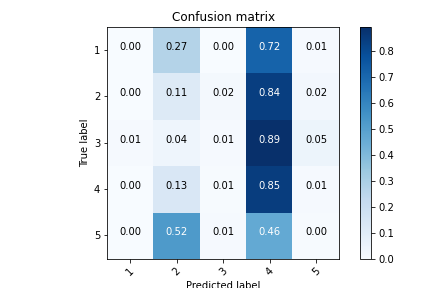 Confusion matrix
1 0.00 0.27 0.00 0.72 0.01
2 0.00 0.11 0.02 0.84 0.02
3 0.01 0.04 0.01 0.89 0.05
4 0.00 0.13 0.01 0.85 0.01
5 0.00 0.52 0.01 0.46 0.00
1 2 3 4 5
True label
Predicted label
0.8
0.7
0.6
0.5
0.4
0.3
0.2
0.1
0.0